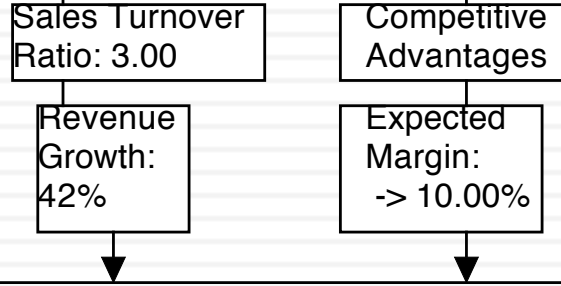 Sales Turnover
Ratio: 3.00
Competitive
Advantages
Revenue
Growth:
42%
Expected
Margin:
-> 10.00%